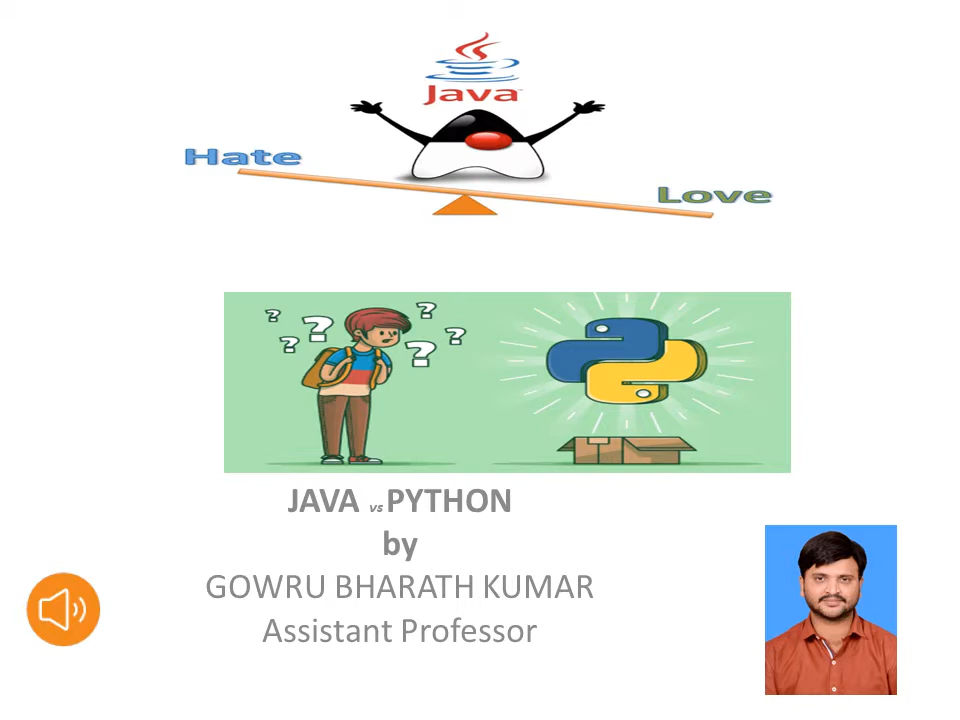 Java
Hate
Love
? ? ? ? ? ?
JAVA vs PYTHON
by
GOWRU BHARATH KUMAR
Assistant Professor